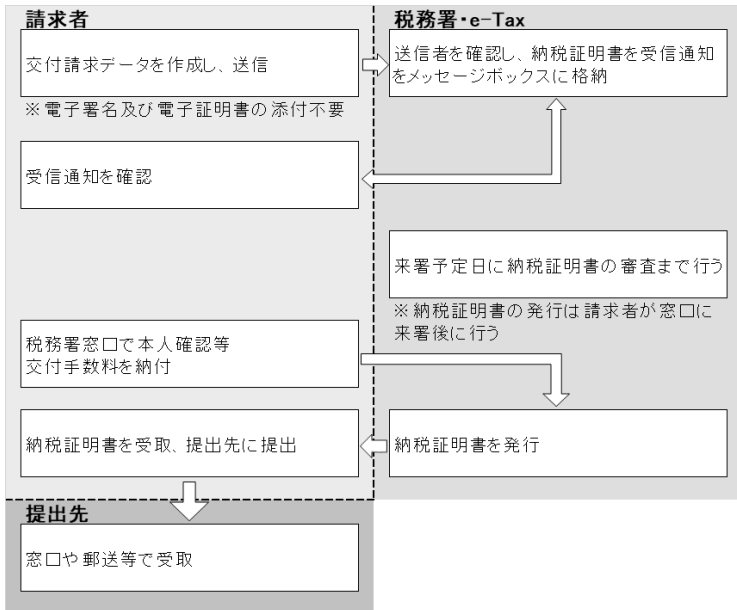 請求者
税務署・e-Tax
交付請求データを作成し、送信
送信者を確認し、納税証明書を受信通知
をメッセージボックスに格納
※電子署名及び電子証明書の添付不要
受信通知を確認
来署予定日に納税証明書の審査まで行う
※納税証明書の発行は請求者が窓口に
来署後に行う
税務署窓口で本人確認等
交付手数料を納付
納税証明書を受取、提出先に提出
納税証明書を発行
提出先
窓口や郵送等で受取